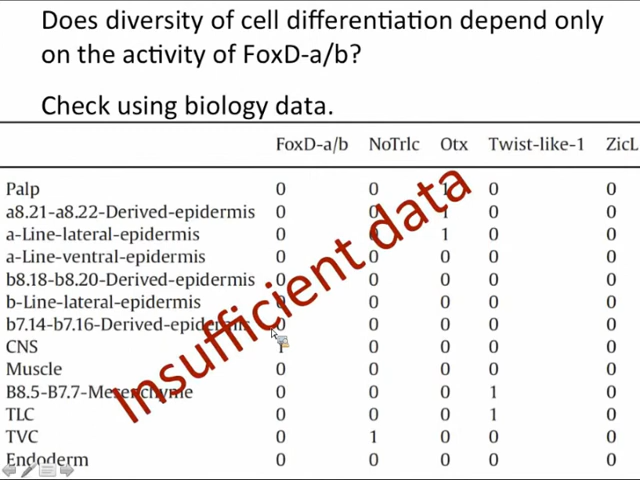 Does diversity of cell differentiation depend only
on the activity of FoxD-a/b?
Check using biology data.
FoxD-a/b NoTrlc Otx Twist-like-1 ZicL
Palp 0 0 1 0 0
a8.21-a8.22-Derived-epidermis 0 0 1 0 0
a-Line-lateral-epidermis 0 0 1 0 0
a-Line-ventral-epidermis 0 0 0 0 0
b8.18-b8.20-Derived-epidermis 0 0 0 0 0
b-Line-lateral-epidermis 0 0 0 0 0
b7.14-b7.16-Derived-epidermis 0 0 0 0 0
CNS 1 0 0 0 0
Muscle 0 0 0 0 0
B8.5-B7.7-Mesenchyme 0 0 0 1 0
TLC 0 0 0 1 0
TVC 0 1 0 0 0
Endoderm 0 0 0 0 0
Insufficient data